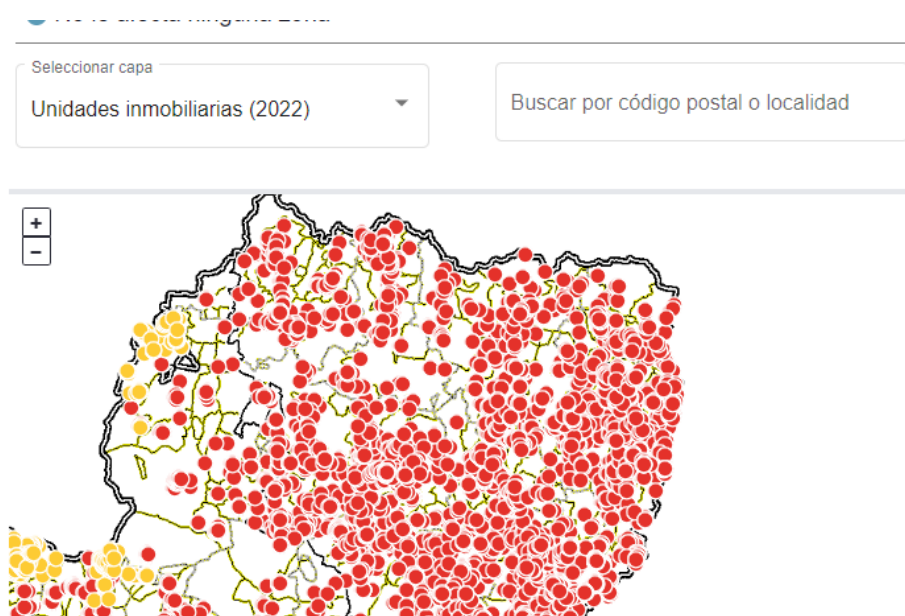 Seleccionar capa
Unidades inmobiliarias (2022)
Buscar por código postal o localidad
+
-